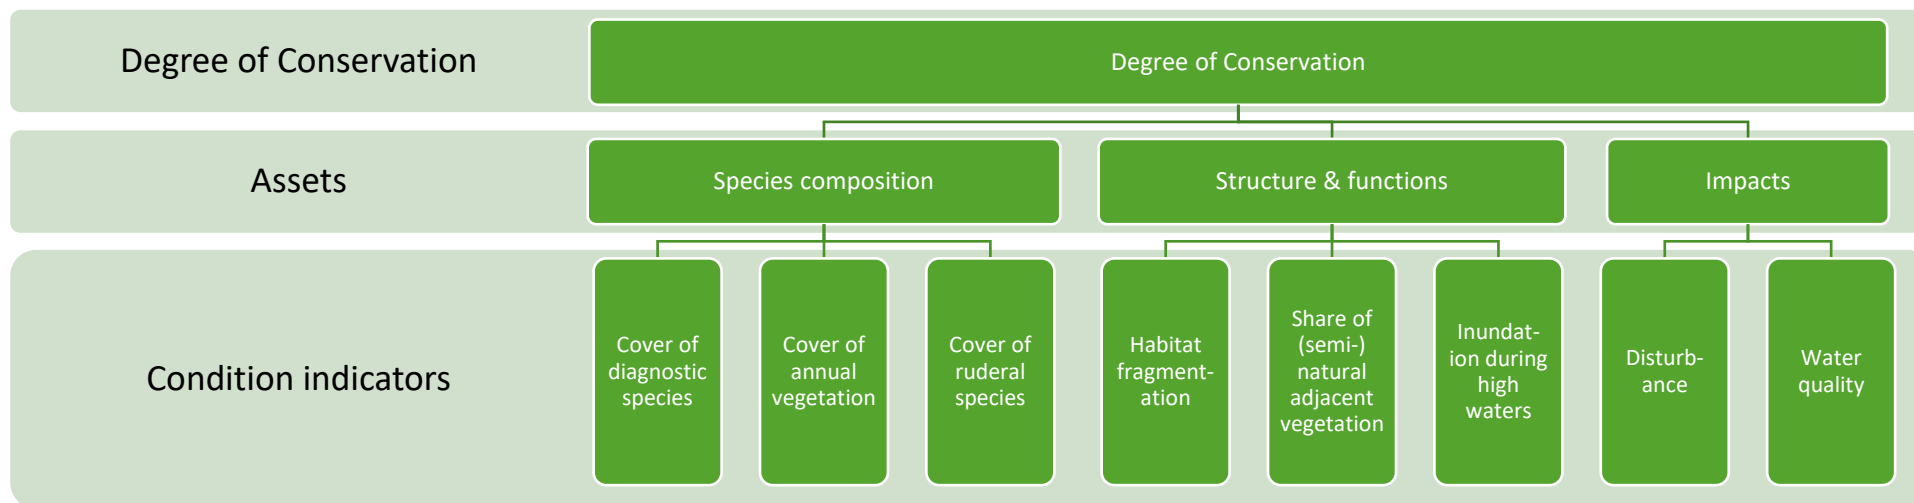 Degree of Conservation
Degree of Conservation
Assets
Species composition
Structure & functions
Impacts
Condition indicators
Cover of
diagnostic
species
Cover of
annual
vegetation
Cover of
ruderal
species
Habitat
fragment-
ation
Share of
(semi-)
natural
adjacent
vegetation
Inundat-
ion during
high
waters
Disturb-
ance
Water
quality